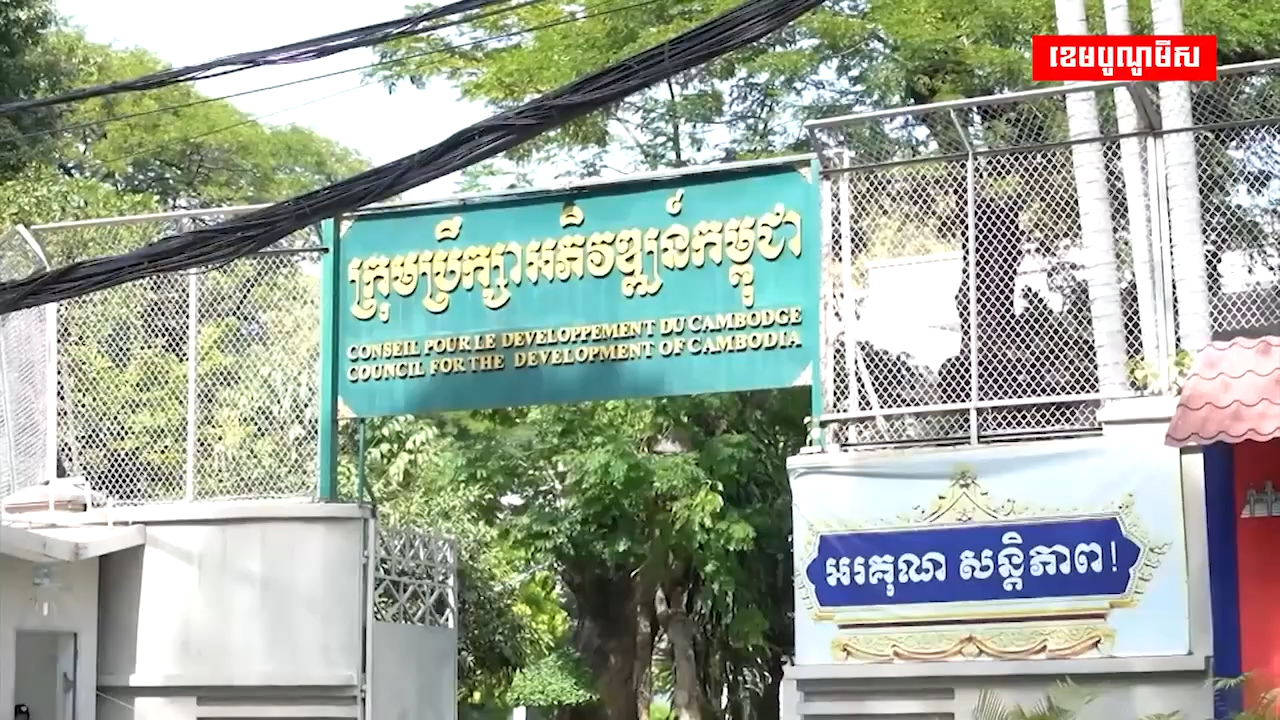 ខេមបូណូមីស
ក្រុមប្រឹក្សាអភិវឌ្ឍន៍កម្ពុជា
CONSEIL POUR LE DEVELOPPEMENT DU CAMBODGE
COUNCIL FOR THE DEVELOPMENT OF CAMBODIA
អរគុណ សន្តិភាព!